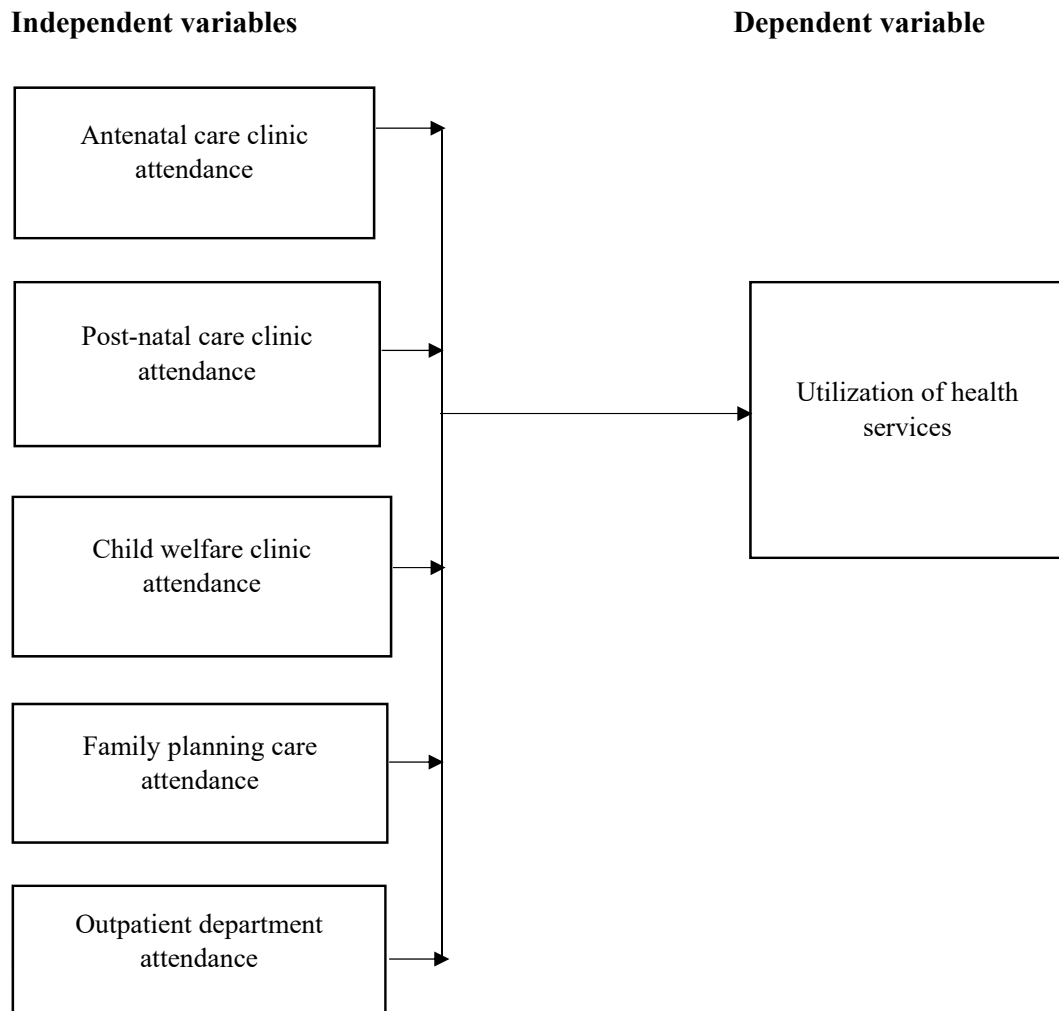 Independent variables
Dependent variable
Antenatal care clinic
attendance
Post-natal care clinic
attendance
Utilization of health
services
Child welfare clinic
attendance
Family planning care
attendance
Outpatient department
attendance